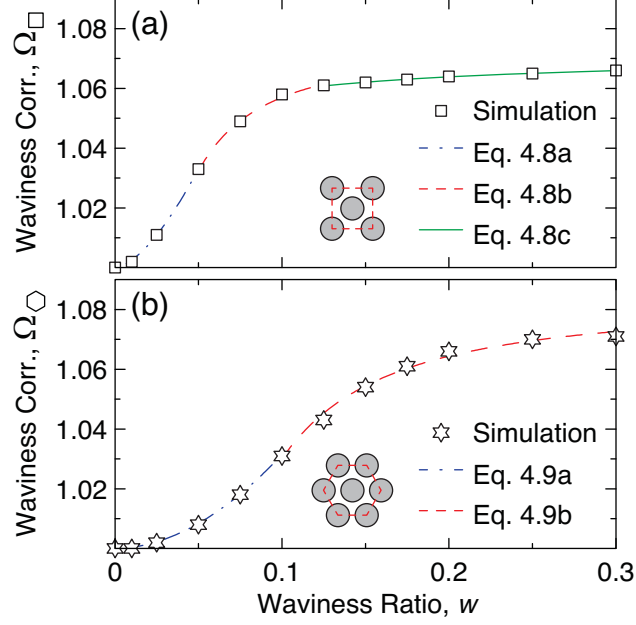 (a)
Waviness Corr., Ω□
1.08
1.06
1.04
1.02
Simulation
Eq. 4.8a
Eq. 4.8b
Eq. 4.8c
(b)
Waviness Corr., Ω⬡
1.08
1.06
1.04
1.02
Simulation
Eq. 4.9a
Eq. 4.9b
0 0.1 0.2 0.3
Waviness Ratio, w